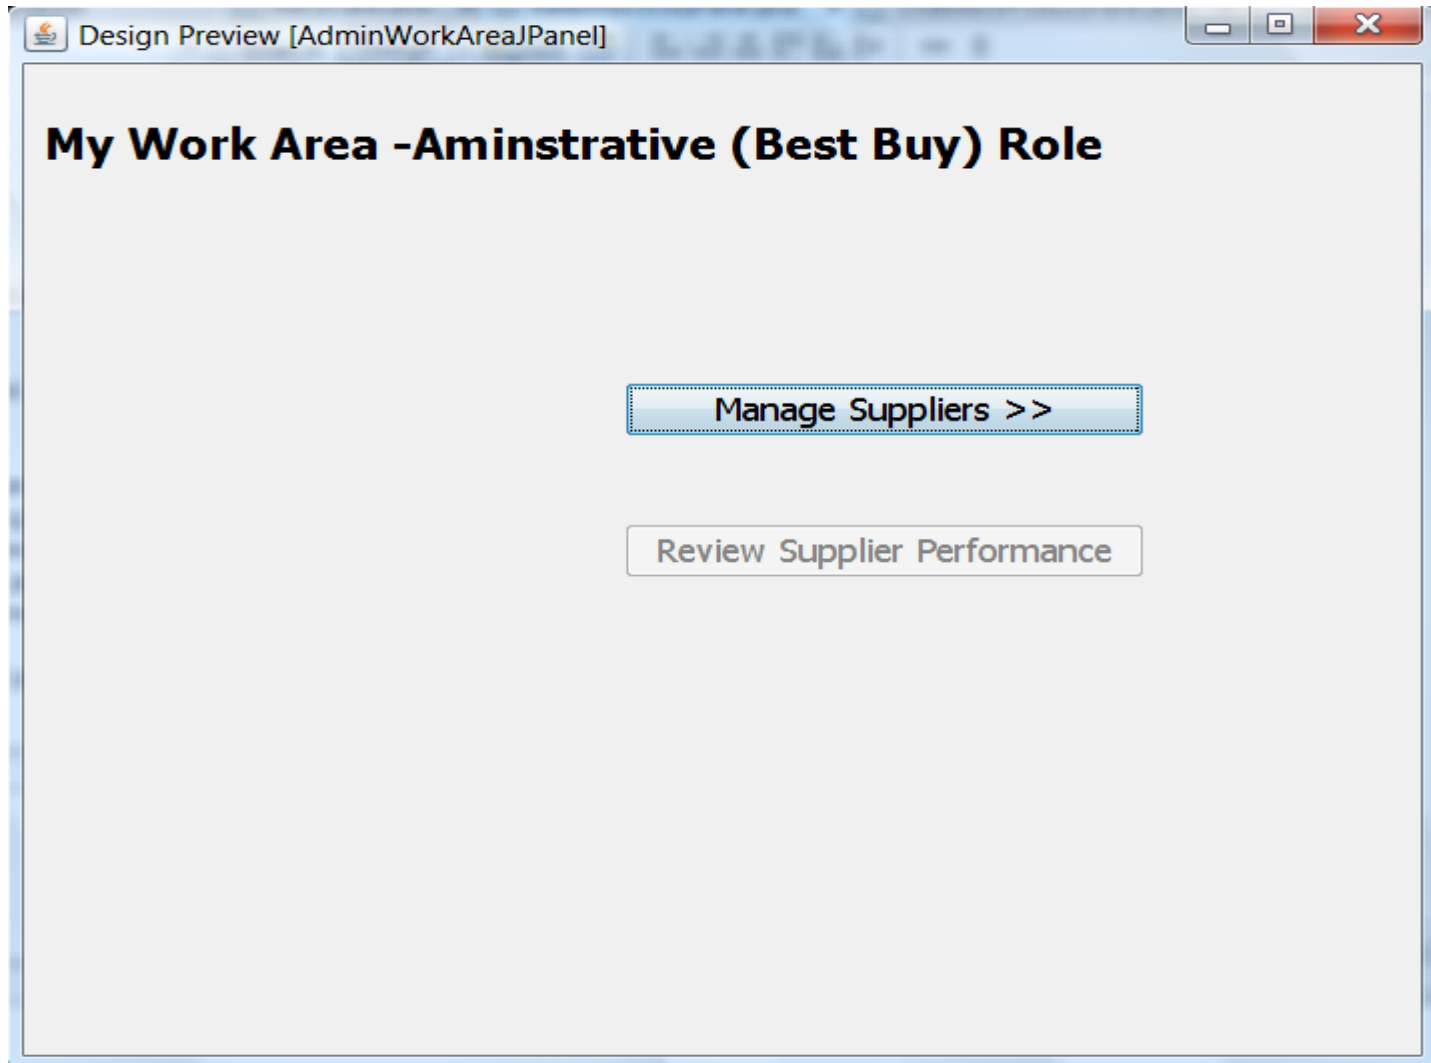 Design Preview [AdminWorkAreaJPanel]
My Work Area -Aminstrative (Best Buy) Role
Manage Suppliers >>
Review Supplier Performance